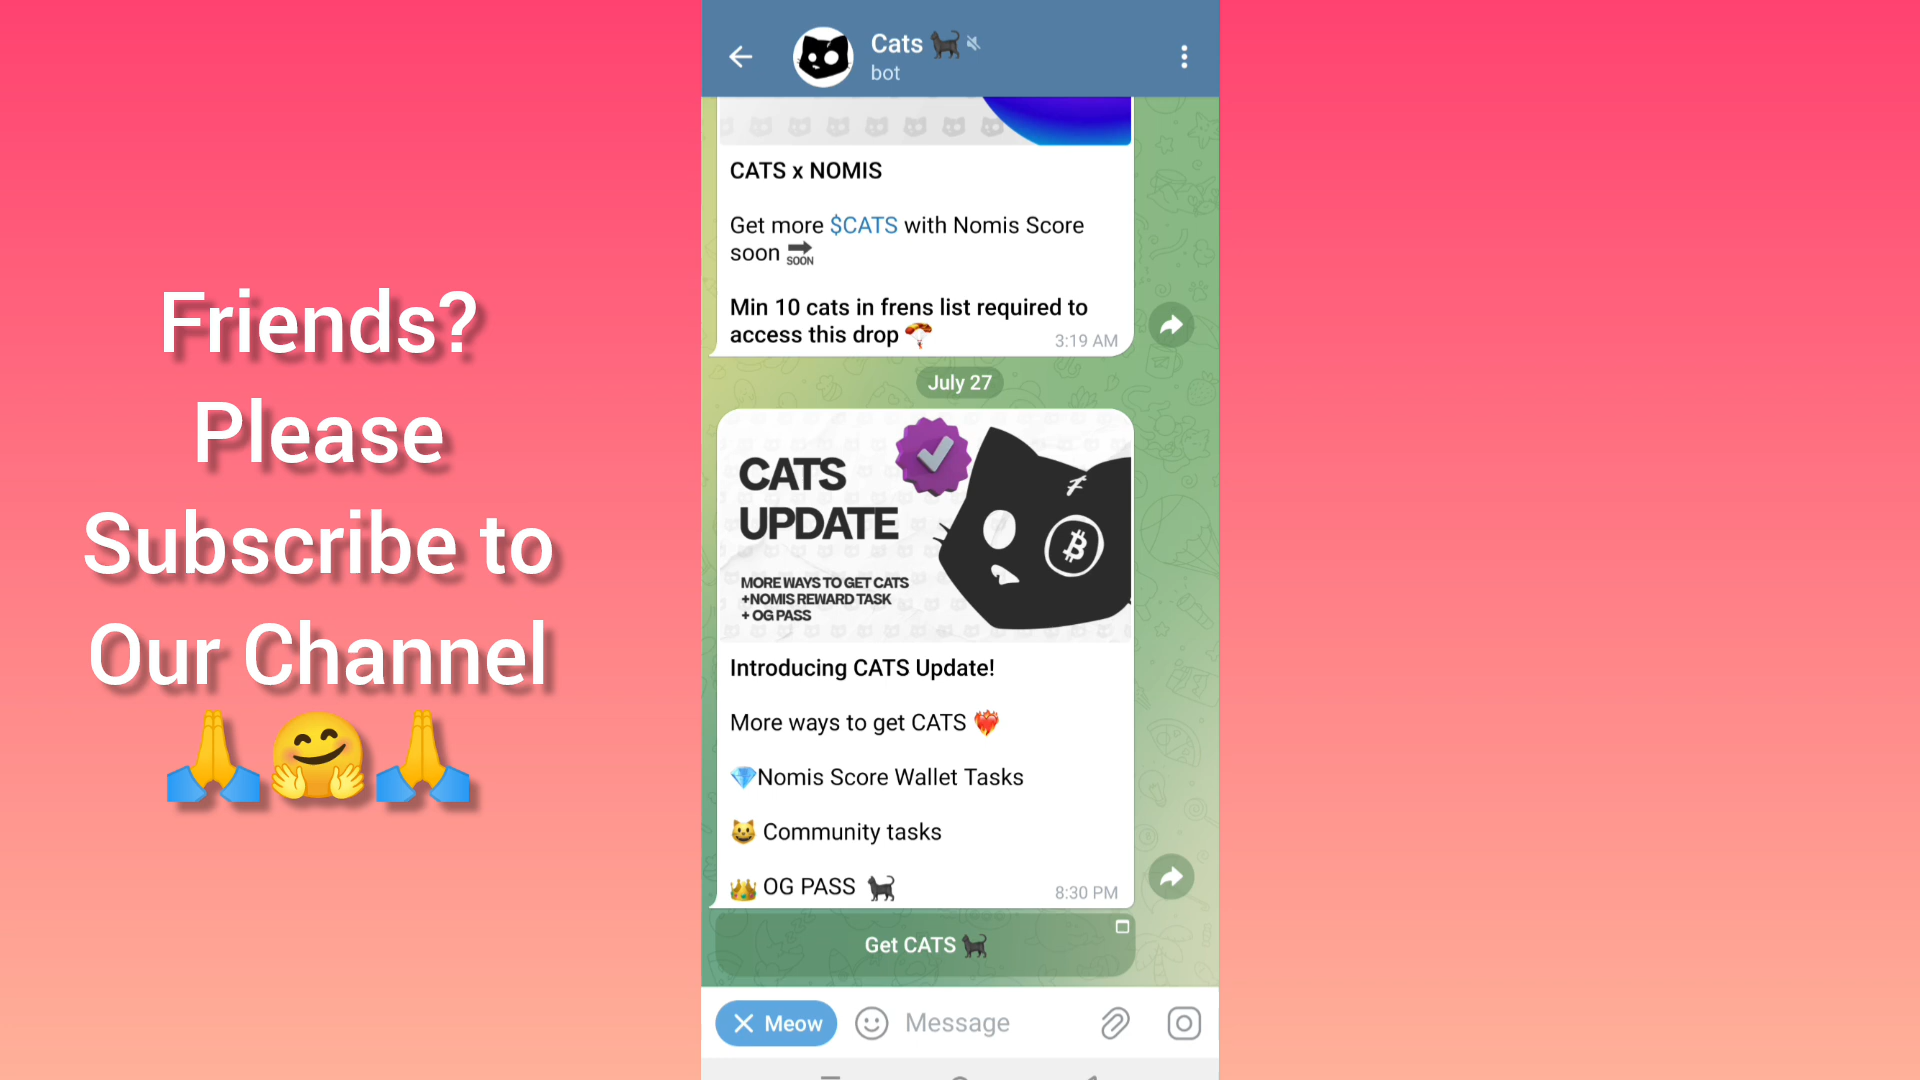 Friends?
Please
Subscribe to
Our Channel
🙏🤗🙏
Cats 🐈‍⬛
bot
CATS x NOMIS
Get more $CATS with Nomis Score
soon 🔜
Min 10 cats in frens list required to
access this drop 🪂
3:19 AM
July 27
CATS
UPDATE
MORE WAYS TO GET CATS
+NOMIS REWARD TASK
+ OG PASS
Introducing CATS Update!
More ways to get CATS ❤️‍🔥
💎Nomis Score Wallet Tasks
😺 Community tasks
👑 OG PASS 🐈‍⬛
8:30 PM
Get CATS 🐈‍⬛
Meow
Message